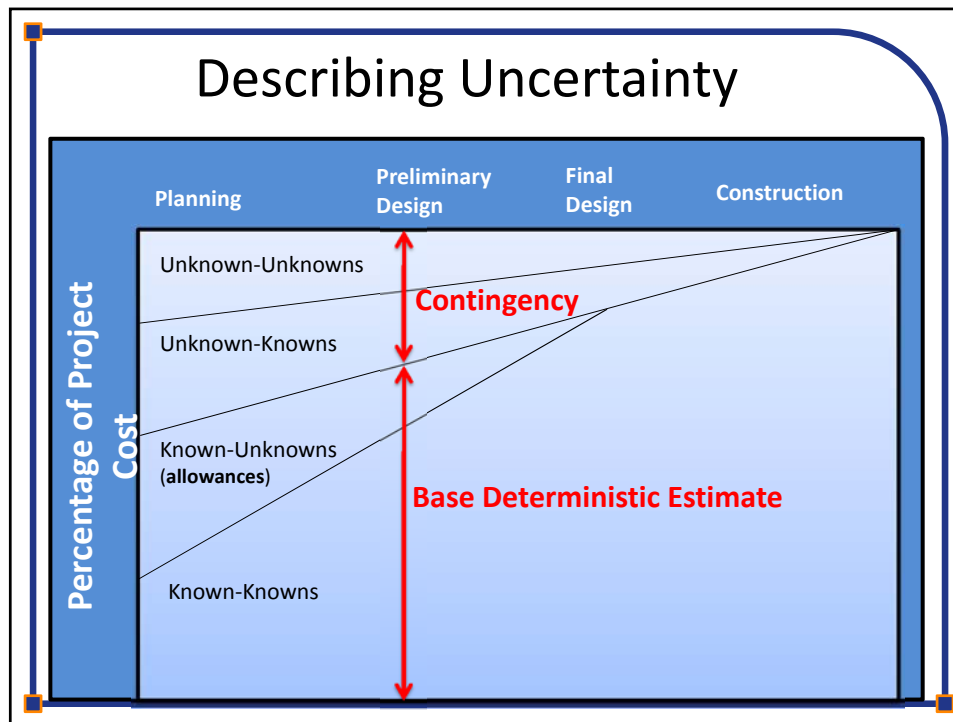 Describing Uncertainty
Planning
Preliminary
Design
Final
Design
Construction
Percentage of Project
Cost
Unknown-Unknowns
Contingency
Unknown-Knowns
Known-Unknowns
(allowances)
Base Deterministic Estimate
Known-Knowns